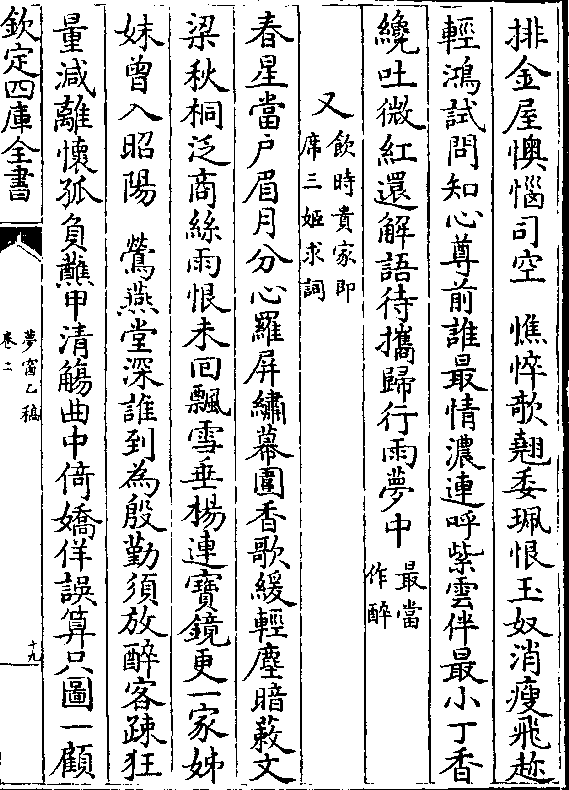 排金屋懊惱司空　憔悴欹翹委珮恨玉奴消瘦飛趂
輕鴻試問知心尊前誰最情濃連呼紫雲伴最小丁香
纔吐微紅還解語待攜歸行雨夢中最當作醉
又飲時貴家即席三姬求詞
春星當户眉月分心羅屏繡幕圍香歌緩輕塵暗蔌文
梁秋桐泛商絲雨恨未囘飄雪垂楊連寶鏡更一家姊
妹曾入昭陽　鶯燕堂深誰到為殷勤須放醉客疎狂
量減離懷孤負蘸甲清觴曲中倚嬌佯誤算只圖一顧
欽定四庫全書
夢窗乙稿
卷二
十九